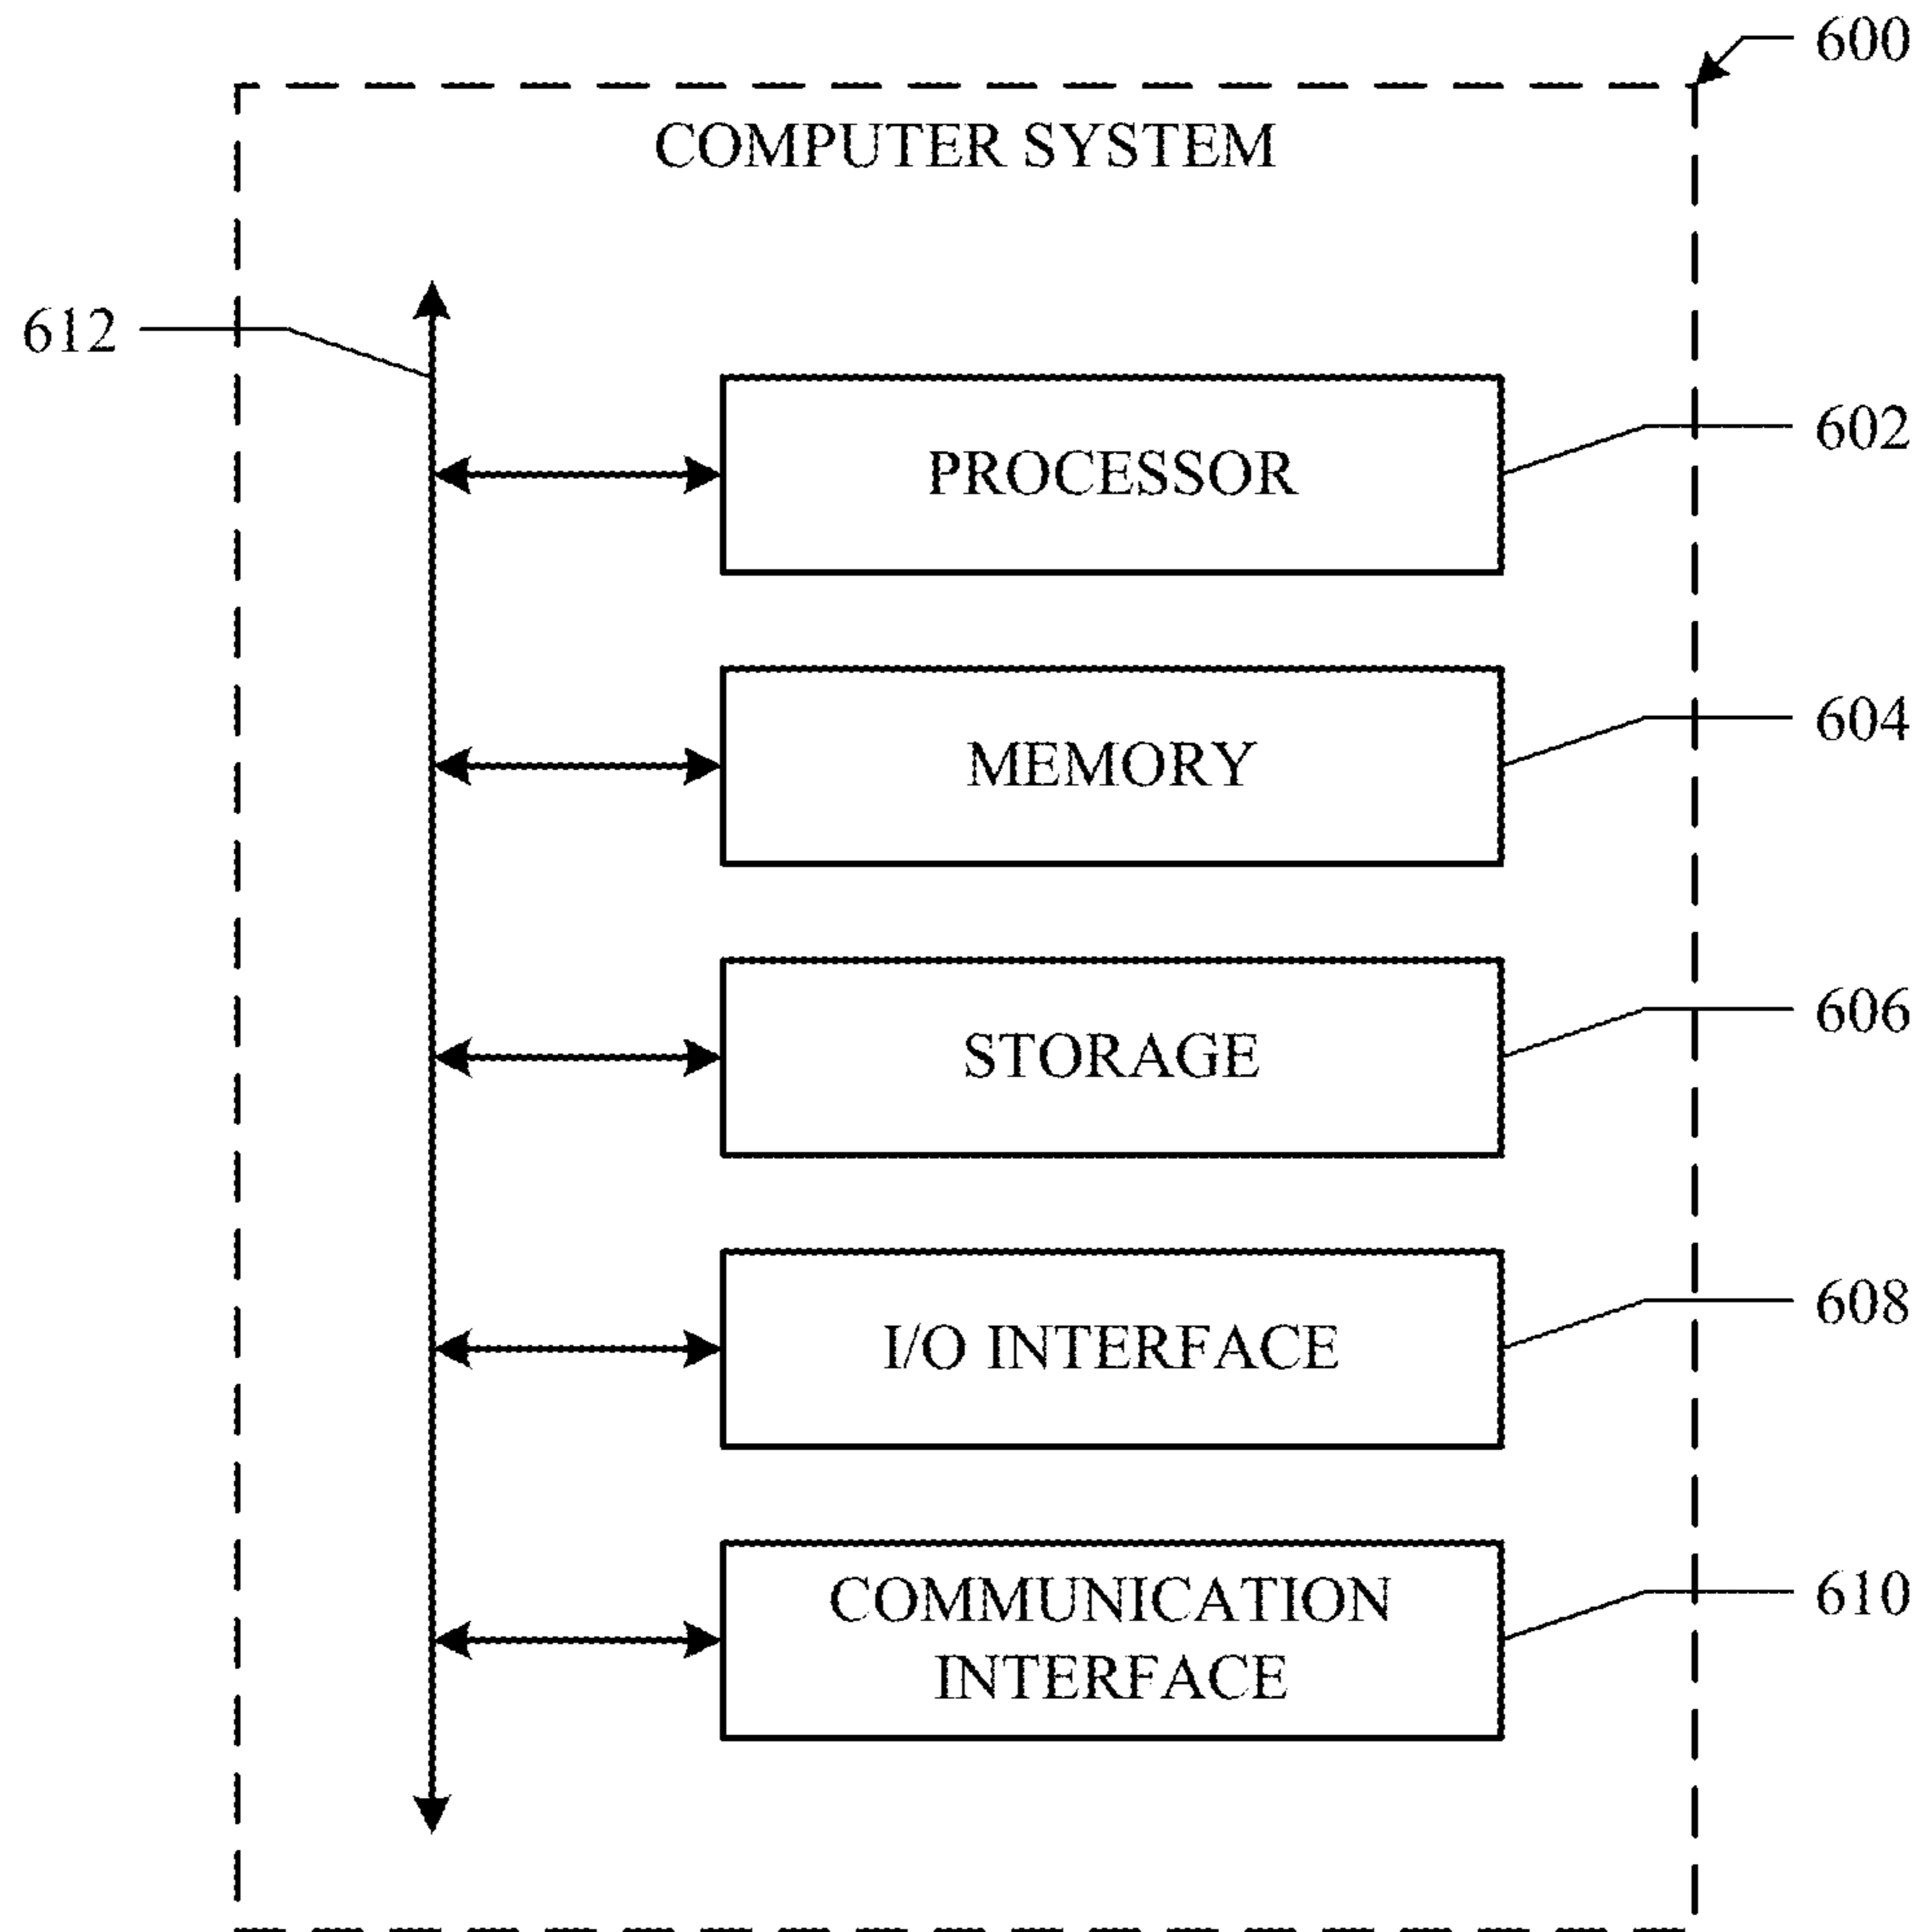 600
COMPUTER SYSTEM
612
602
PROCESSOR
604
MEMORY
606
STORAGE
608
I/O INTERFACE
610
COMMUNICATION
INTERFACE